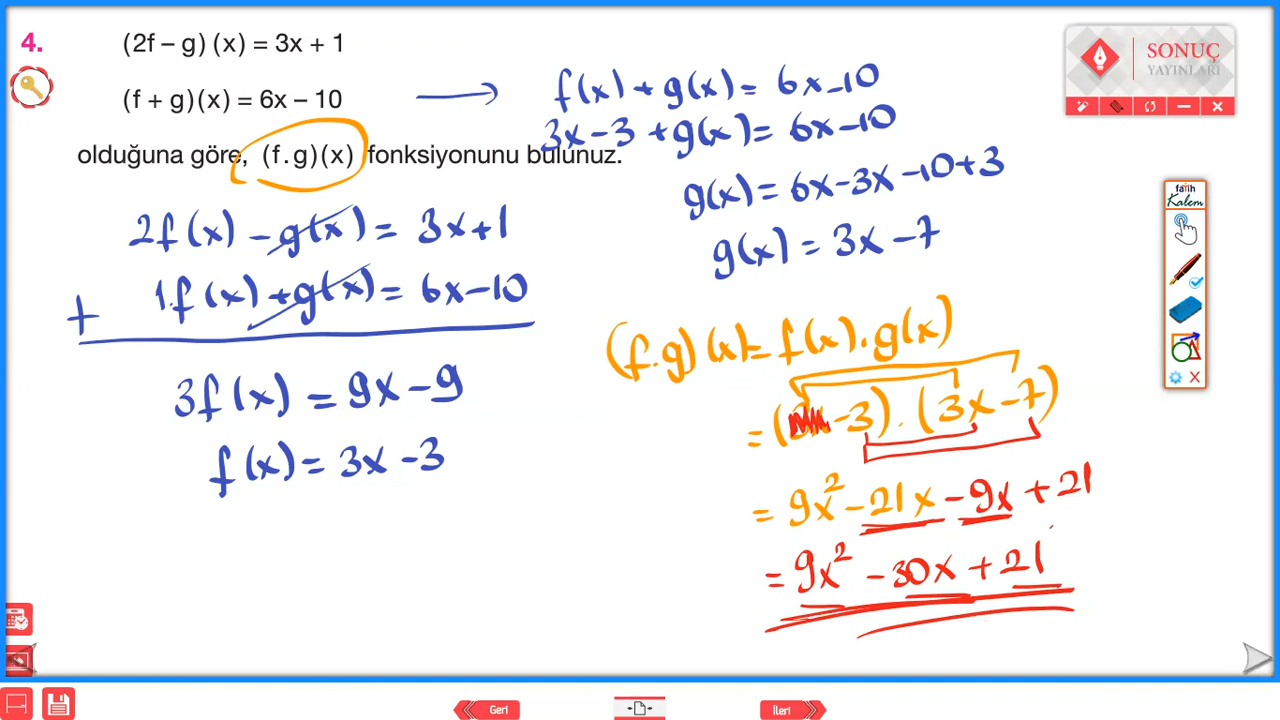 4.
(2f – g) (x) = 3x + 1
(f + g)(x) = 6x – 10
olduğuna göre, (f . g)(x) fonksiyonunu bulunuz.
2f(x) - g(x) = 3x+1
+ 1.f(x) + g(x) = 6x-10
3f(x) = 9x-9
f(x) = 3x-3
f(x) + g(x) = 6x-10
3x-3 + g(x) = 6x-10
g(x) = 6x-3x-10+3
g(x) = 3x-7
(f.g)(x) = f(x).g(x)
= ( -3).(3x-7)
= 9x² - 21x - 9x + 21
= 9x² - 30x + 21
SONUÇ
YAYINLARI
fatih
Kalem
Geri
İleri